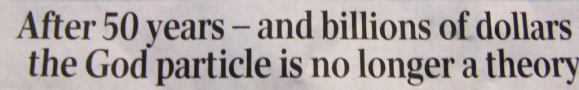 After 50 years – and billions of dollars
the God particle is no longer a theory